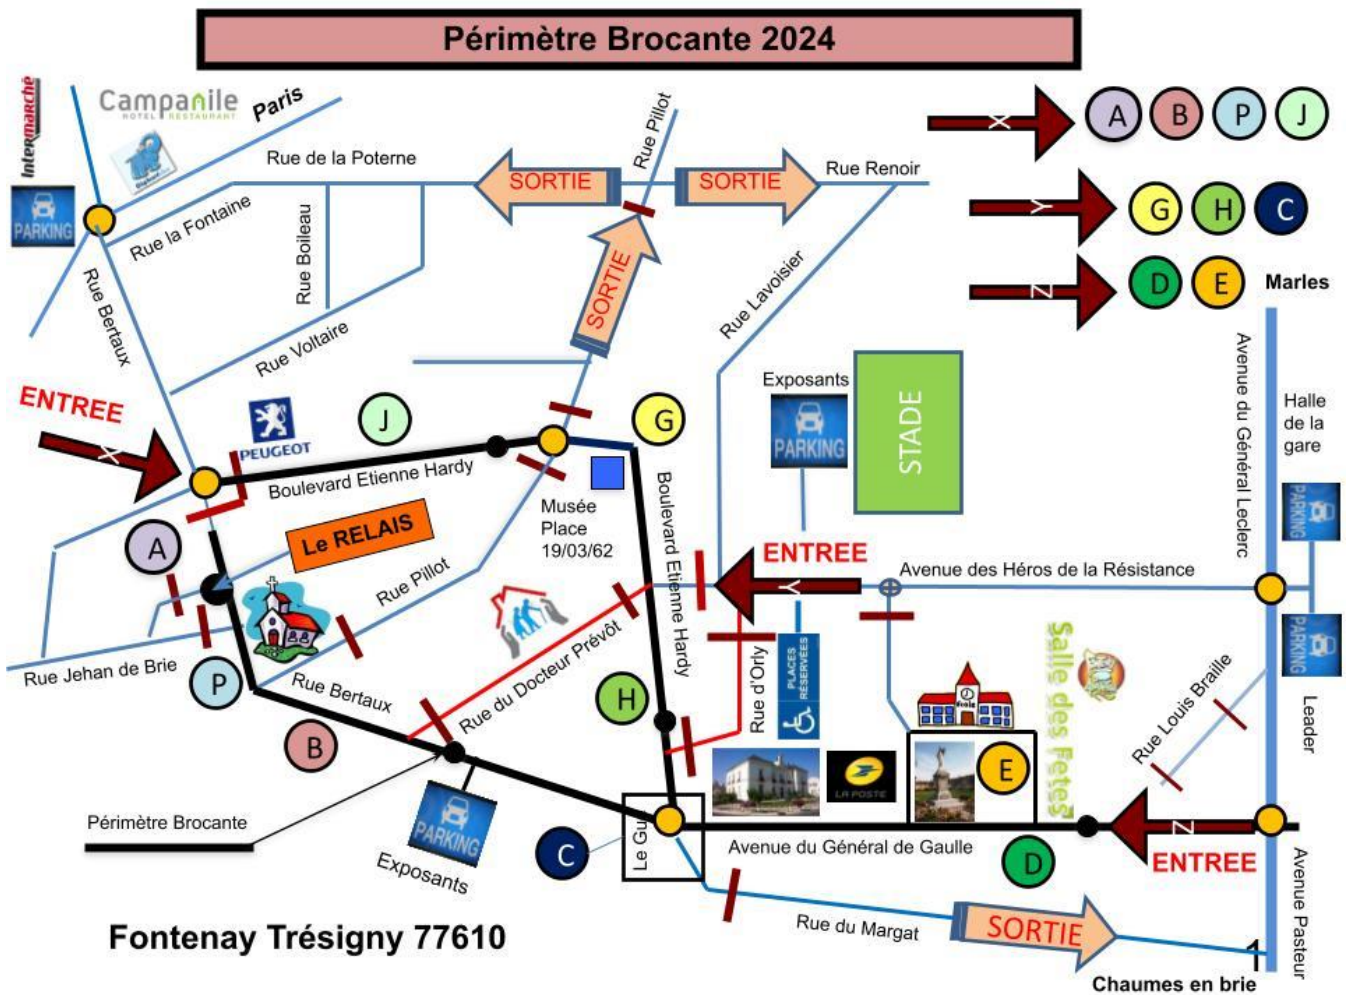 Périmètre Brocante 2024
Intermarché
Campanile
HOTEL RESTAURANT
Paris
PARKING
Rue de la Poterne
SORTIE
Rue Pillot
SORTIE
Rue Renoir
X
A
B
P
J
Y
G
H
C
Z
D
E
Marles
Rue la Fontaine
Rue Boileau
Rue Bertaux
Rue Voltaire
SORTIE
Rue Lavoisier
Avenue du Général Leclerc
Halle
de la
gare
PARKING
PARKING
Leader
ENTREE
X
PEUGEOT
J
G
Boulevard Etienne Hardy
Musée
Place
19/03/62
Boulevard Etienne Hardy
Exposants
PARKING
STADE
A
Le RELAIS
Rue Pillot
ENTREE
Y
Avenue des Héros de la Résistance
Rue Jehan de Brie
P
Rue Bertaux
B
Rue du Docteur Prévôt
H
Rue d'Orly
PLACES
RÉSERVÉES
LA POSTE
Ecole
E
Salle des Fetes
Rue Louis Braille
Périmètre Brocante
PARKING
Exposants
C
Le Gu
Avenue du Général de Gaulle
D
Z
ENTREE
Avenue Pasteur
Rue du Margat
SORTIE
1
Chaumes en brie
Fontenay Trésigny 77610